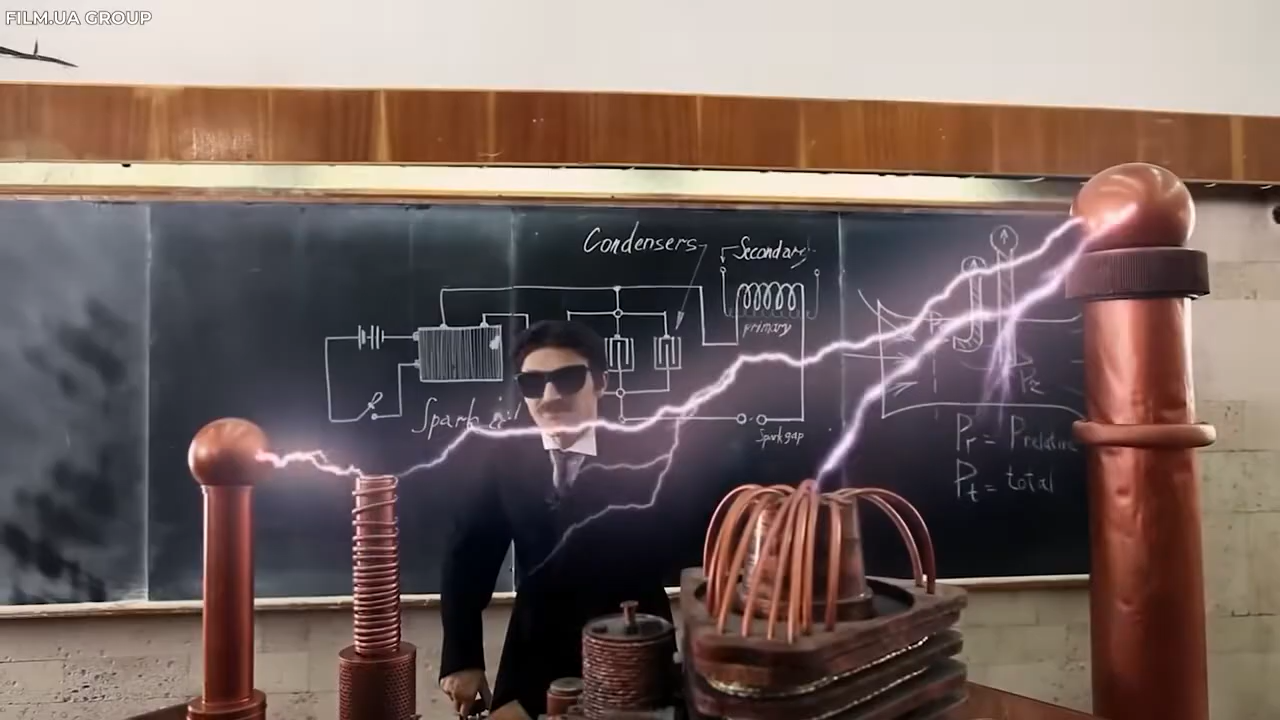 FILM.UA GROUP
Condensers
Secondary
primary
Spark
Spark gap
Pr = Prelative
Pt = total